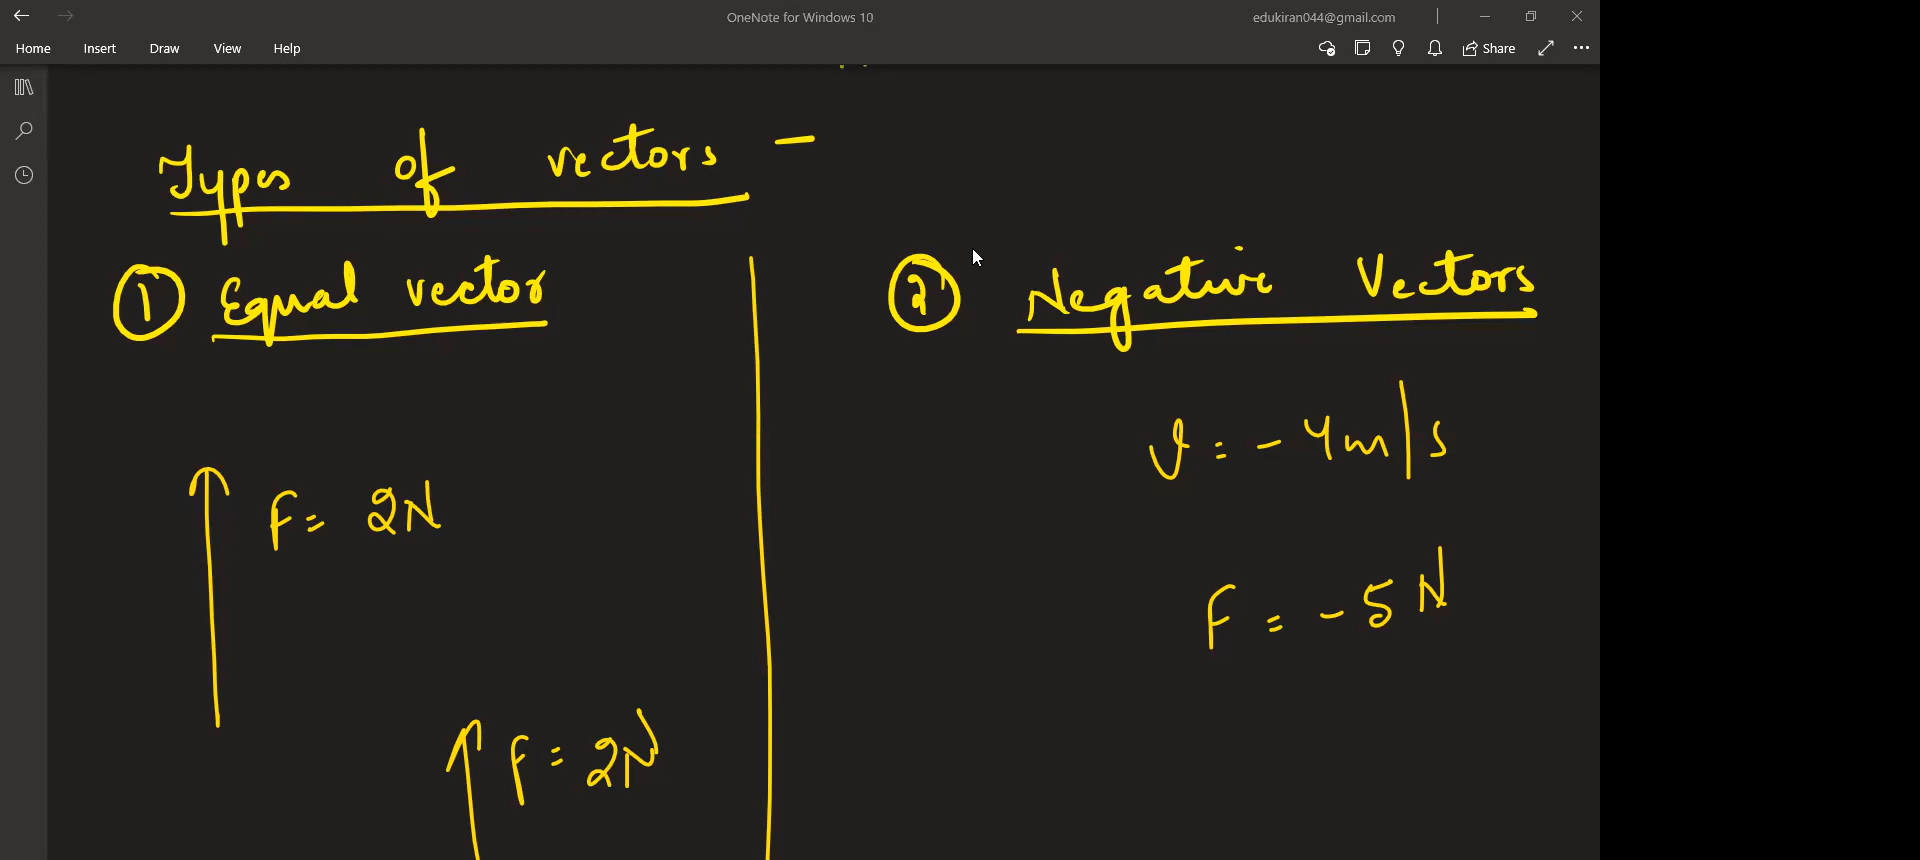 OneNote for Windows 10
edukiran044@gmail.com
Home Insert Draw View Help
Share
Types of vectors -
① Equal vector
② Negative Vectors
v = - 4m/s
F = 2N
F = - 5 N
F = 2N